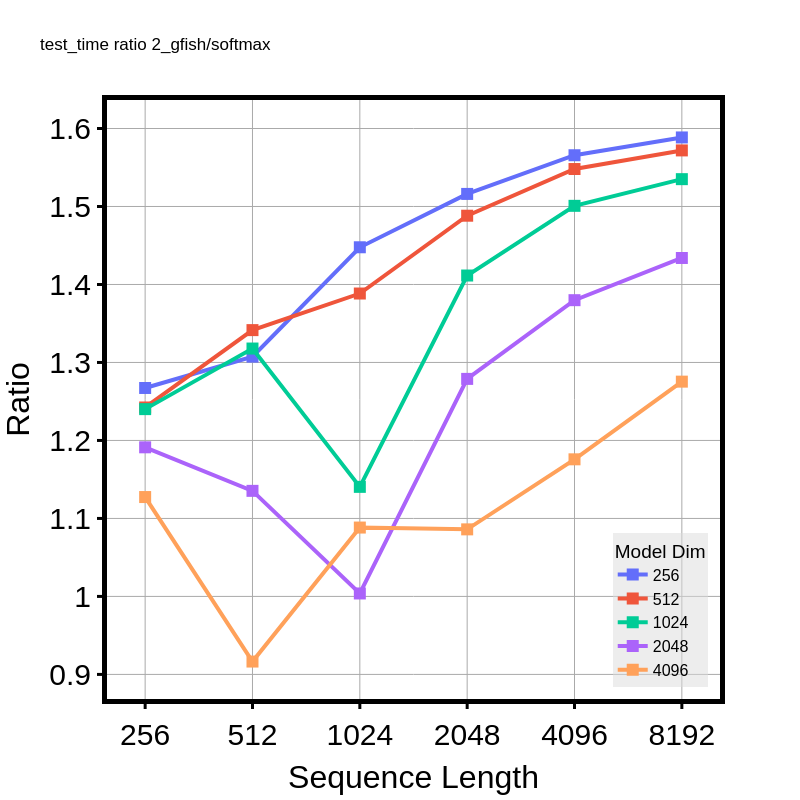 test_time ratio 2_gfish/softmax
1.6
1.5
1.4
1.3
1.2
1.1
1
0.9
Ratio
256 512 1024 2048 4096 8192
Sequence Length
Model Dim
256
512
1024
2048
4096